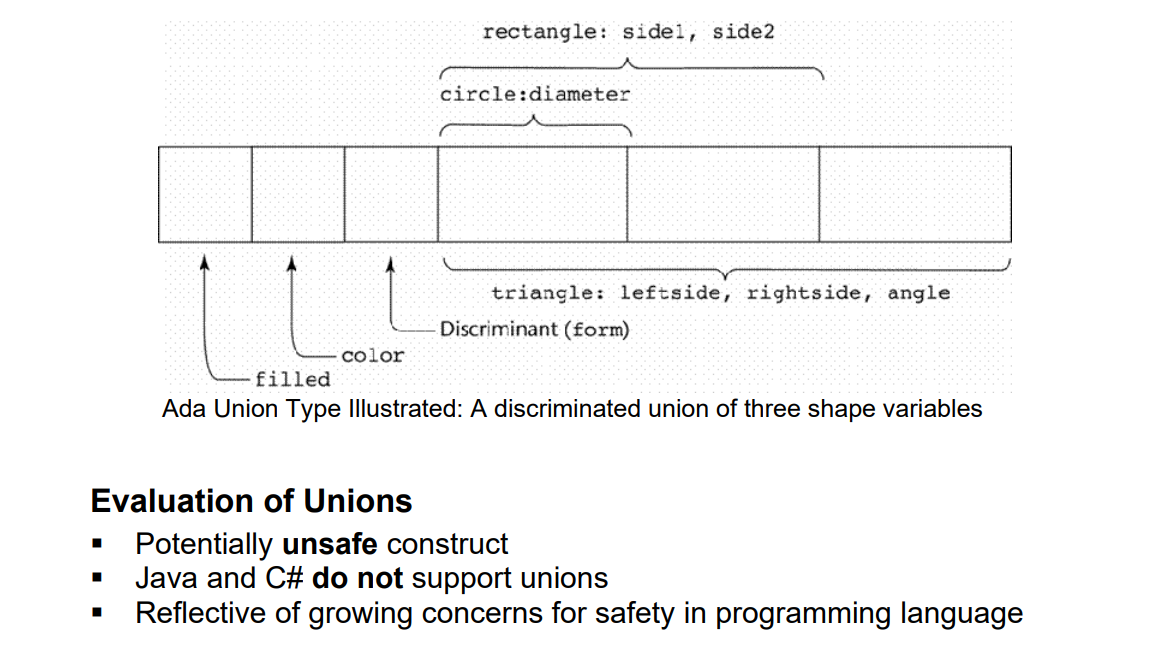 rectangle: side1, side2
circle:diameter
triangle: leftside, rightside, angle
Discriminant (form)
color
filled
Ada Union Type Illustrated: A discriminated union of three shape variables
Evaluation of Unions
▪ Potentially unsafe construct
▪ Java and C# do not support unions
▪ Reflective of growing concerns for safety in programming language